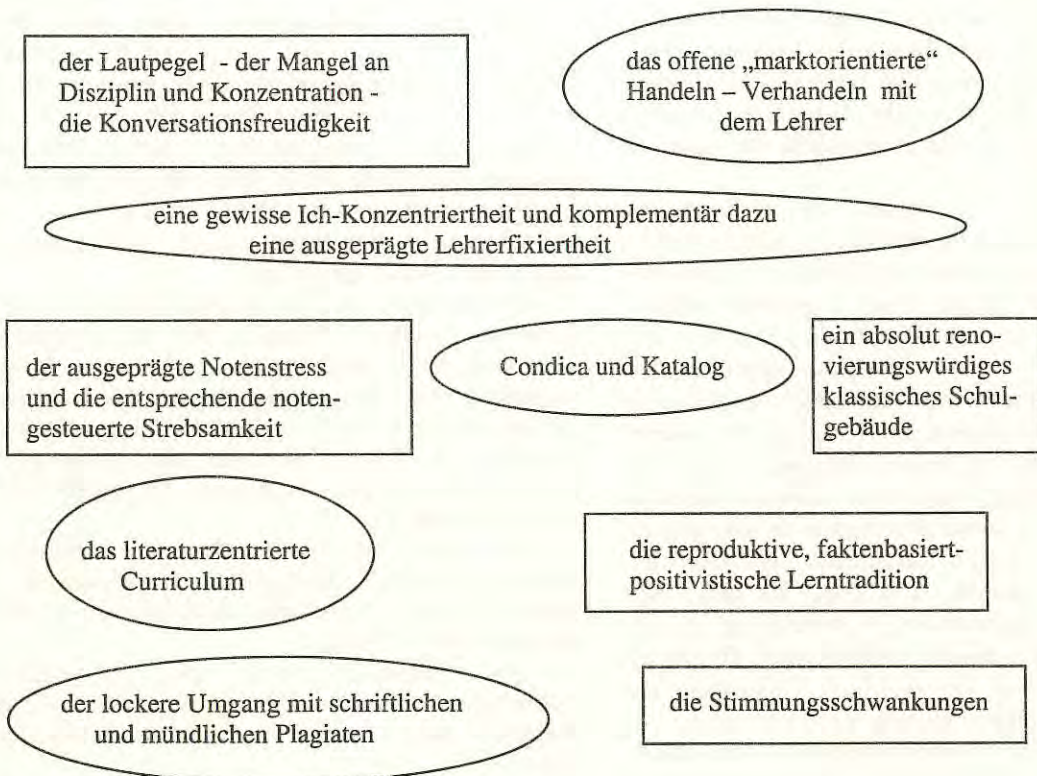 der Lautpegel - der Mangel an
Disziplin und Konzentration -
die Konversationsfreudigkeit
das offene „marktorientierte“
Handeln – Verhandeln mit
dem Lehrer
eine gewisse Ich-Konzentriertheit und komplementär dazu
eine ausgeprägte Lehrerfixiertheit
der ausgeprägte Notenstress
und die entsprechende noten-
gesteuerte Strebsamkeit
Condica und Katalog
ein absolut reno-
vierungswürdiges
klassisches Schul-
gebäude
das literaturzentrierte
Curriculum
die reproduktive, faktenbasiert-
positivistische Lerntradition
der lockere Umgang mit schriftlichen
und mündlichen Plagiaten
die Stimmungsschwankungen